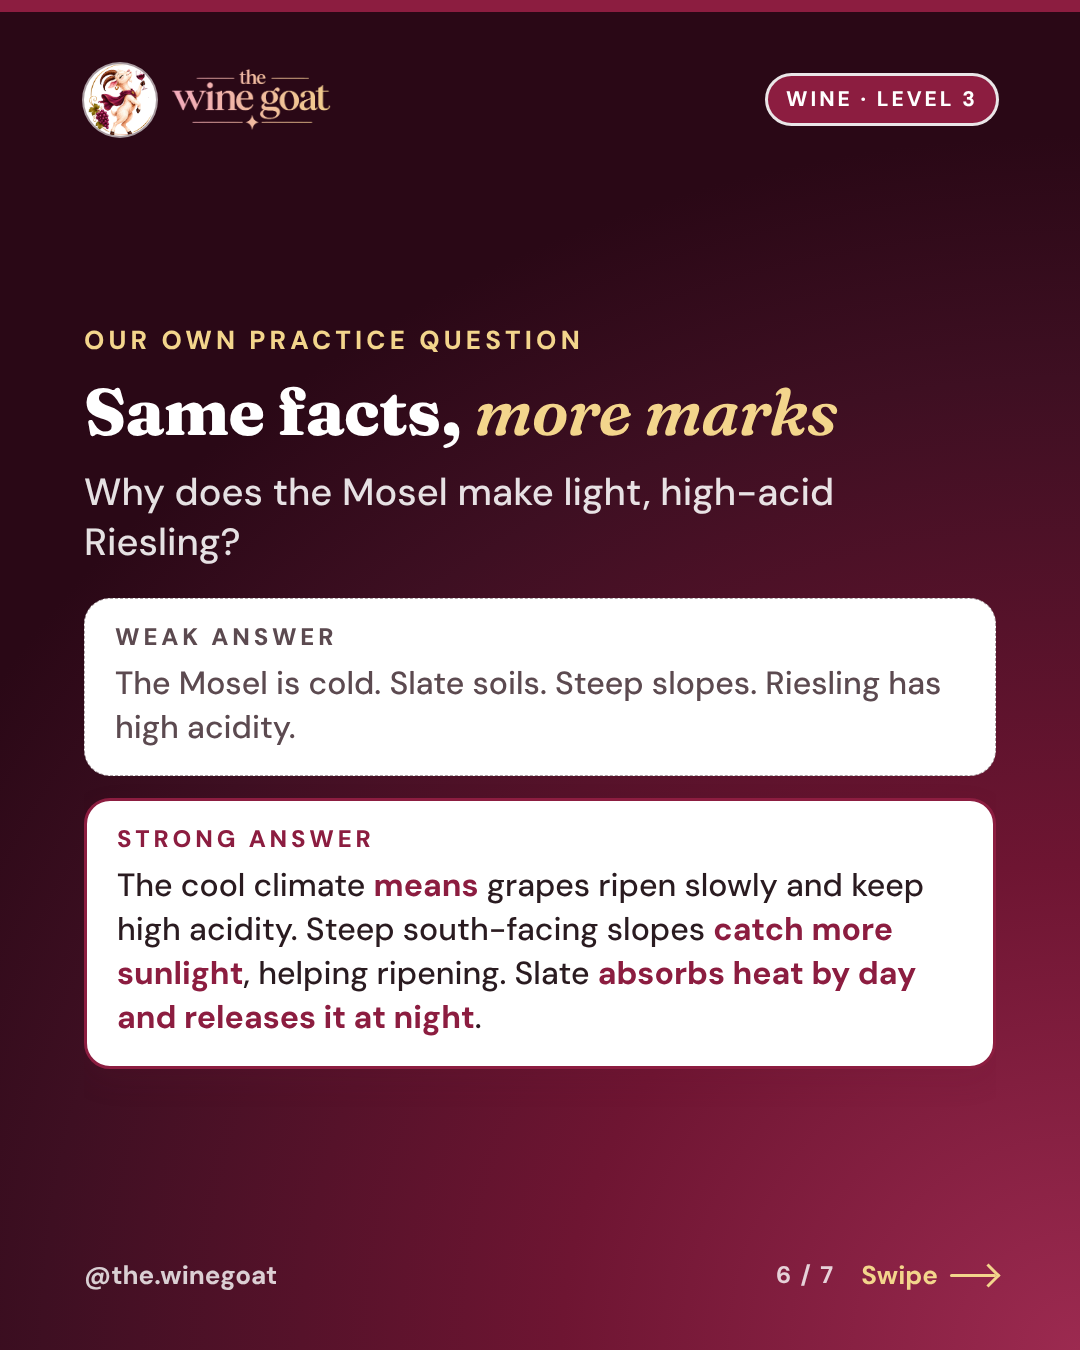 the
wine goat
WINE · LEVEL 3
OUR OWN PRACTICE QUESTION
Same facts, more marks
Why does the Mosel make light, high-acid
Riesling?
WEAK ANSWER
The Mosel is cold. Slate soils. Steep slopes. Riesling has
high acidity.
STRONG ANSWER
The cool climate means grapes ripen slowly and keep
high acidity. Steep south-facing slopes catch more
sunlight, helping ripening. Slate absorbs heat by day
and releases it at night.
@the.winegoat
6 / 7 Swipe